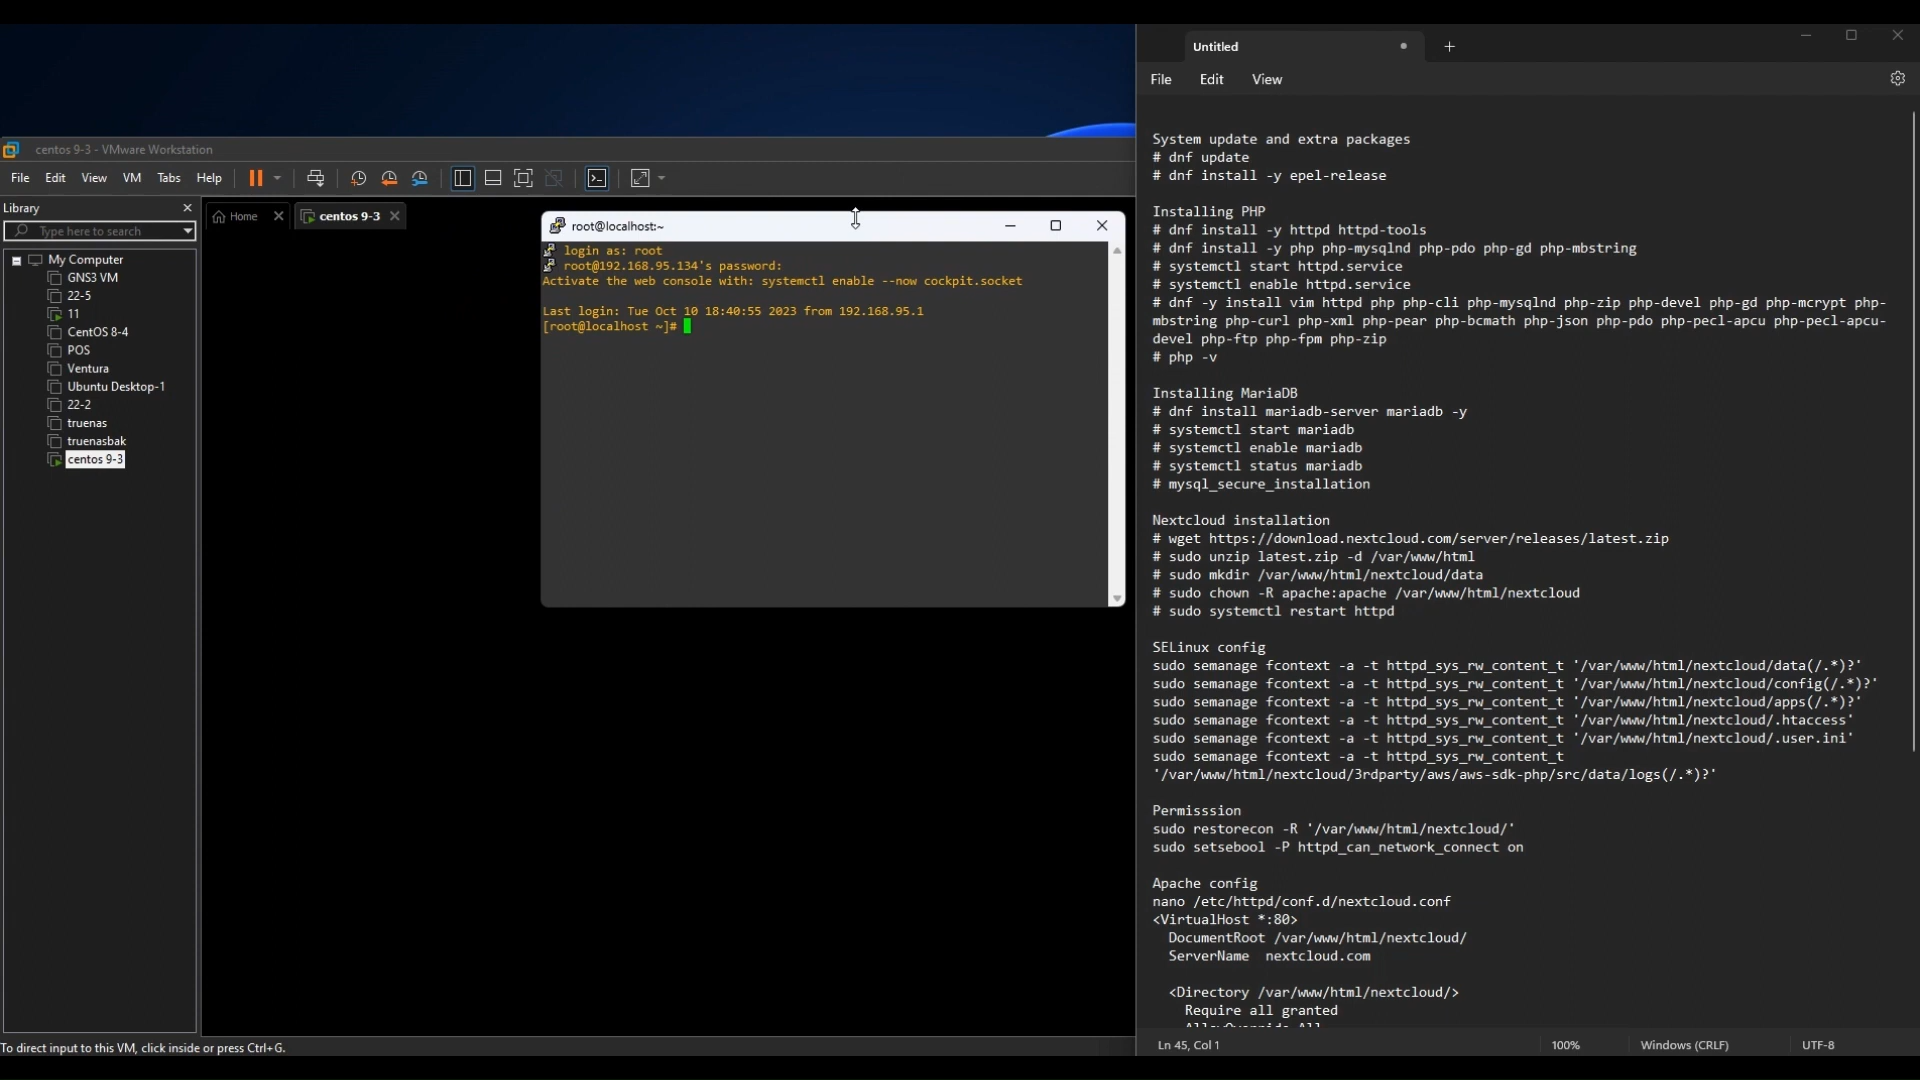 centos 9-3 - VMware Workstation
File Edit View VM Tabs Help
Library
Type here to search
My Computer
GNS3 VM
22-5
11
CentOS 8-4
POS
Ventura
Ubuntu Desktop-1
22-2
truenas
truenasbak
centos 9-3
Home
centos 9-3
root@localhost:~
login as: root
root@192.168.95.134's password:
Activate the web console with: systemctl enable --now cockpit.socket
Last login: Tue Oct 10 18:40:55 2023 from 192.168.95.1
[root@localhost ~]#
To direct input to this VM, click inside or press Ctrl+G.
Untitled
File Edit View
System update and extra packages
# dnf update
# dnf install -y epel-release
Installing PHP
# dnf install -y httpd httpd-tools
# dnf install -y php php-mysqlnd php-pdo php-gd php-mbstring
# systemctl start httpd.service
# systemctl enable httpd.service
# dnf -y install vim httpd php php-cli php-mysqlnd php-zip php-devel php-gd php-mcrypt php-
mbstring php-curl php-xml php-pear php-bcmath php-json php-pdo php-pecl-apcu php-pecl-apcu-
devel php-ftp php-fpm php-zip
# php -v
Installing MariaDB
# dnf install mariadb-server mariadb -y
# systemctl start mariadb
# systemctl enable mariadb
# systemctl status mariadb
# mysql_secure_installation
Nextcloud installation
# wget https://download.nextcloud.com/server/releases/latest.zip
# sudo unzip latest.zip -d /var/www/html
# sudo mkdir /var/www/html/nextcloud/data
# sudo chown -R apache:apache /var/www/html/nextcloud
# sudo systemctl restart httpd
SELinux config
sudo semanage fcontext -a -t httpd_sys_rw_content_t '/var/www/html/nextcloud/data(/.*)?'
sudo semanage fcontext -a -t httpd_sys_rw_content_t '/var/www/html/nextcloud/config(/.*)?'
sudo semanage fcontext -a -t httpd_sys_rw_content_t '/var/www/html/nextcloud/apps(/.*)?'
sudo semanage fcontext -a -t httpd_sys_rw_content_t '/var/www/html/nextcloud/.htaccess'
sudo semanage fcontext -a -t httpd_sys_rw_content_t '/var/www/html/nextcloud/.user.ini'
sudo semanage fcontext -a -t httpd_sys_rw_content_t
'/var/www/html/nextcloud/3rdparty/aws/aws-sdk-php/src/data/logs(/.*)?'
Permisssion
sudo restorecon -R '/var/www/html/nextcloud/'
sudo setsebool -P httpd_can_network_connect on
Apache config
nano /etc/httpd/conf.d/nextcloud.conf
<VirtualHost *:80>
DocumentRoot /var/www/html/nextcloud/
ServerName  nextcloud.com
<Directory /var/www/html/nextcloud/>
Require all granted
Ln 45, Col 1
100%
Windows (CRLF)
UTF-8